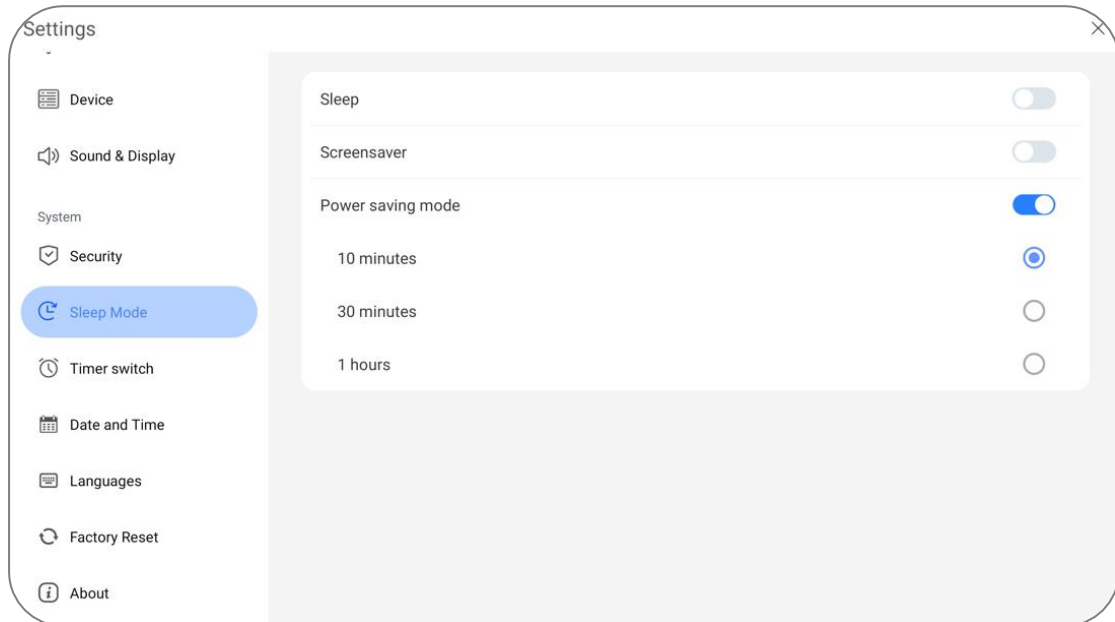 Settings
Device
Sound & Display
System
Security
Sleep Mode
Timer switch
Date and Time
Languages
Factory Reset
About
Sleep
Screensaver
Power saving mode
10 minutes
30 minutes
1 hours